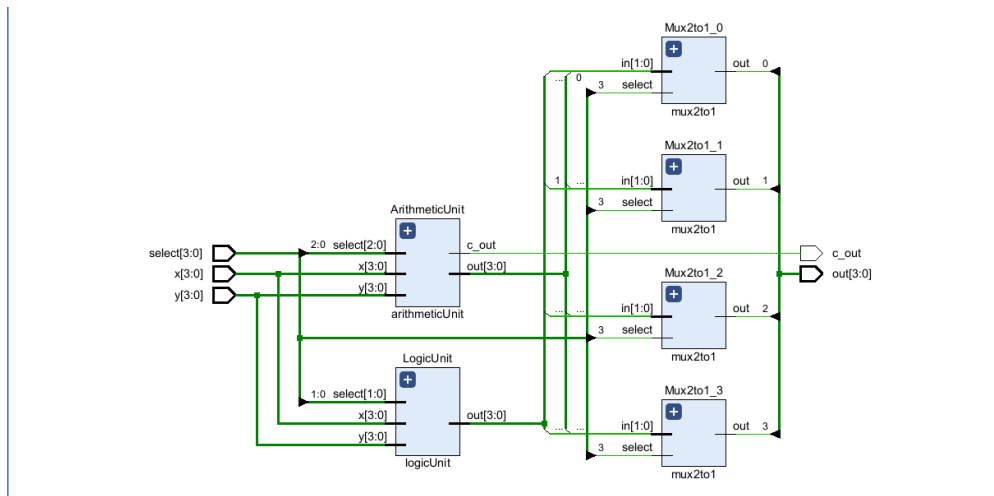 Mux2to1_0
in[1:0]
out
0
...
0
3
select
mux2to1
Mux2to1_1
1
...
in[1:0]
out
1
3
select
mux2to1
ArithmeticUnit
select[3:0]
2:0
select[2:0]
c_out
c_out
x[3:0]
x[3:0]
out[3:0]
out[3:0]
y[3:0]
y[3:0]
arithmeticUnit
Mux2to1_2
...
...
in[1:0]
out
2
3
select
mux2to1
LogicUnit
1:0
select[1:0]
x[3:0]
out[3:0]
y[3:0]
logicUnit
Mux2to1_3
...
...
in[1:0]
out
3
3
select
mux2to1